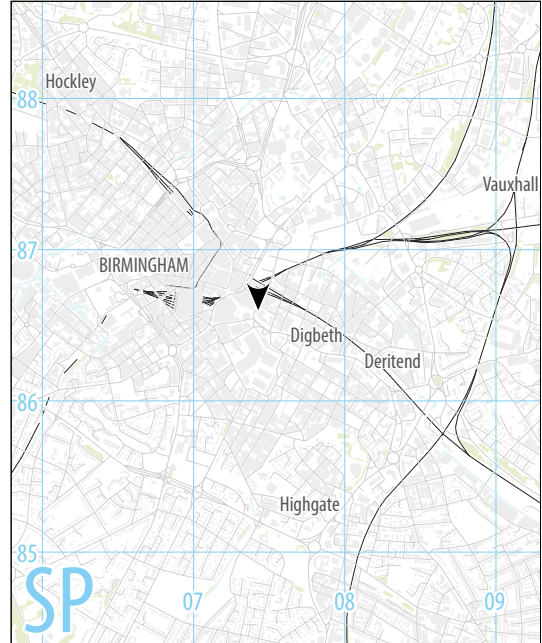 Hockley
88
Vauxhall
87
BIRMINGHAM
Digbeth
Deritend
86
Highgate
85
SP
07
08
09